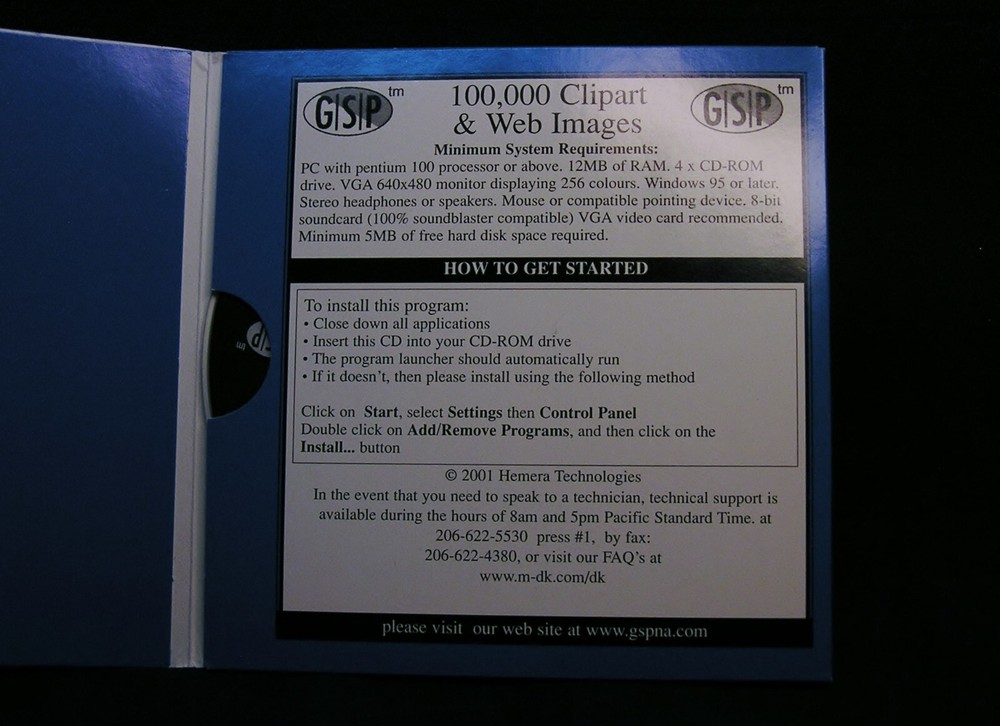 G|S|P tm
100,000 Clipart
& Web Images
G|S|P tm
Minimum System Requirements:
PC with pentium 100 processor or above. 12MB of RAM. 4 x CD-ROM
drive. VGA 640x480 monitor displaying 256 colours. Windows 95 or later.
Stereo headphones or speakers. Mouse or compatible pointing device. 8-bit
soundcard (100% soundblaster compatible) VGA video card recommended.
Minimum 5MB of free hard disk space required.
HOW TO GET STARTED
To install this program:
• Close down all applications
• Insert this CD into your CD-ROM drive
• The program launcher should automatically run
• If it doesn't, then please install using the following method
Click on Start, select Settings then Control Panel
Double click on Add/Remove Programs, and then click on the
Install... button
© 2001 Hemera Technologies
In the event that you need to speak to a technician, technical support is
available during the hours of 8am and 5pm Pacific Standard Time. at
206-622-5530 press #1, by fax:
206-622-4380, or visit our FAQ's at
www.m-dk.com/dk
please visit our web site at www.gspna.com
tm